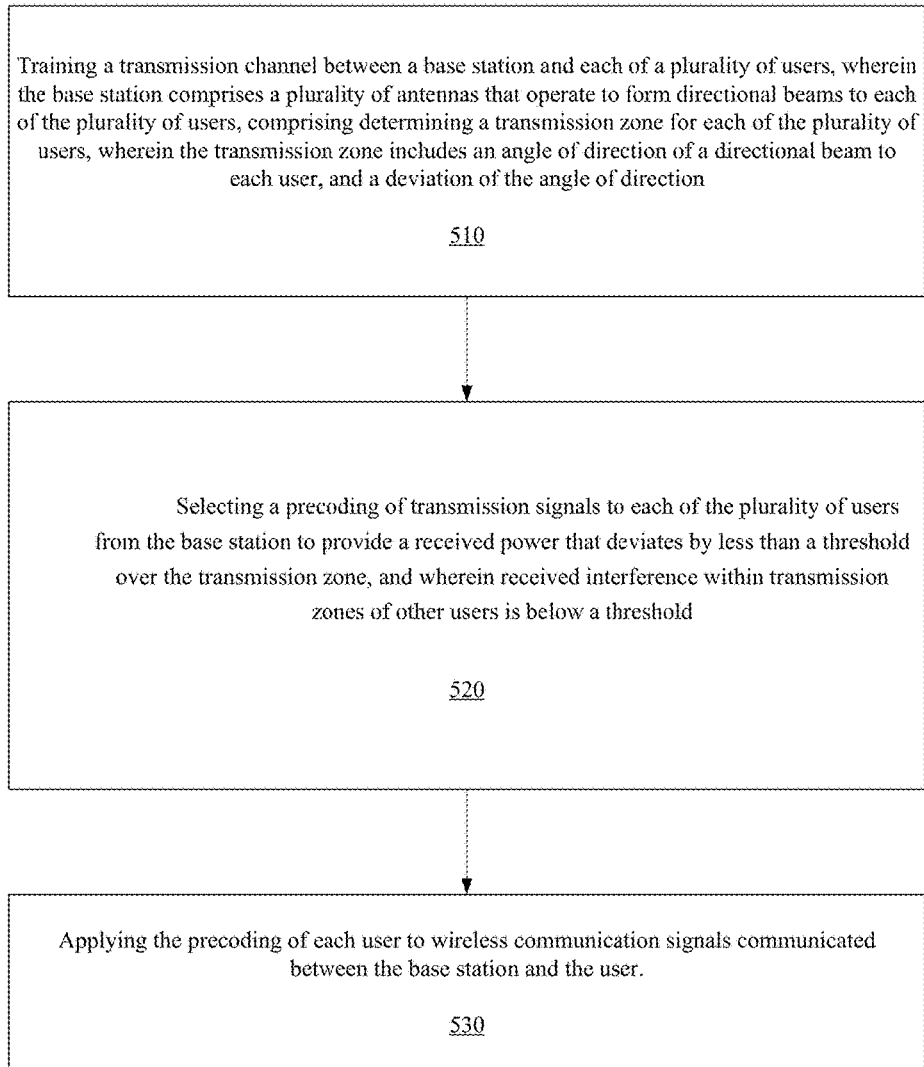 Training a transmission channel between a base station and each of a plurality of users, wherein
the base station comprises a plurality of antennas that operate to form directional beams to each
of the plurality of users, comprising determining a transmission zone for each of the plurality of
users, wherein the transmission zone includes an angle of direction of a directional beam to
each user, and a deviation of the angle of direction
510
Selecting a precoding of transmission signals to each of the plurality of users
from the base station to provide a received power that deviates by less than a threshold
over the transmission zone, and wherein received interference within transmission
zones of other users is below a threshold
520
Applying the precoding of each user to wireless communication signals communicated
between the base station and the user.
530